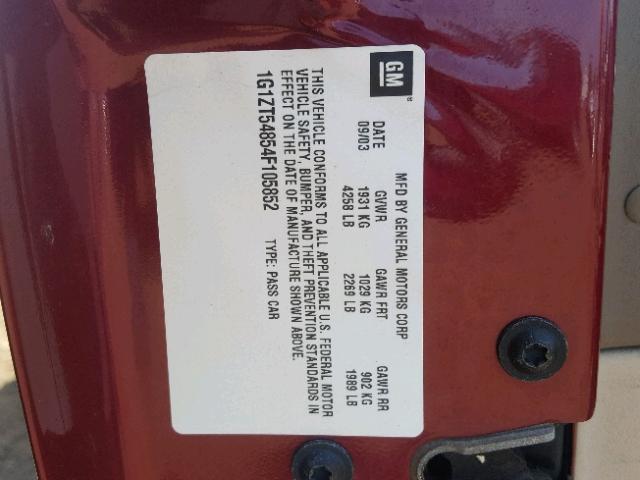 GM
MFD BY GENERAL MOTORS CORP
DATE GVWR GAWR FRT GAWR RR
09/03 1931 KG 1029 KG 902 KG
4258 LB 2269 LB 1989 LB
THIS VEHICLE CONFORMS TO ALL APPLICABLE U.S. FEDERAL MOTOR
VEHICLE SAFETY, BUMPER, AND THEFT PREVENTION STANDARDS IN
EFFECT ON THE DATE OF MANUFACTURE SHOWN ABOVE.
1G1ZT54854F105852 TYPE: PASS CAR